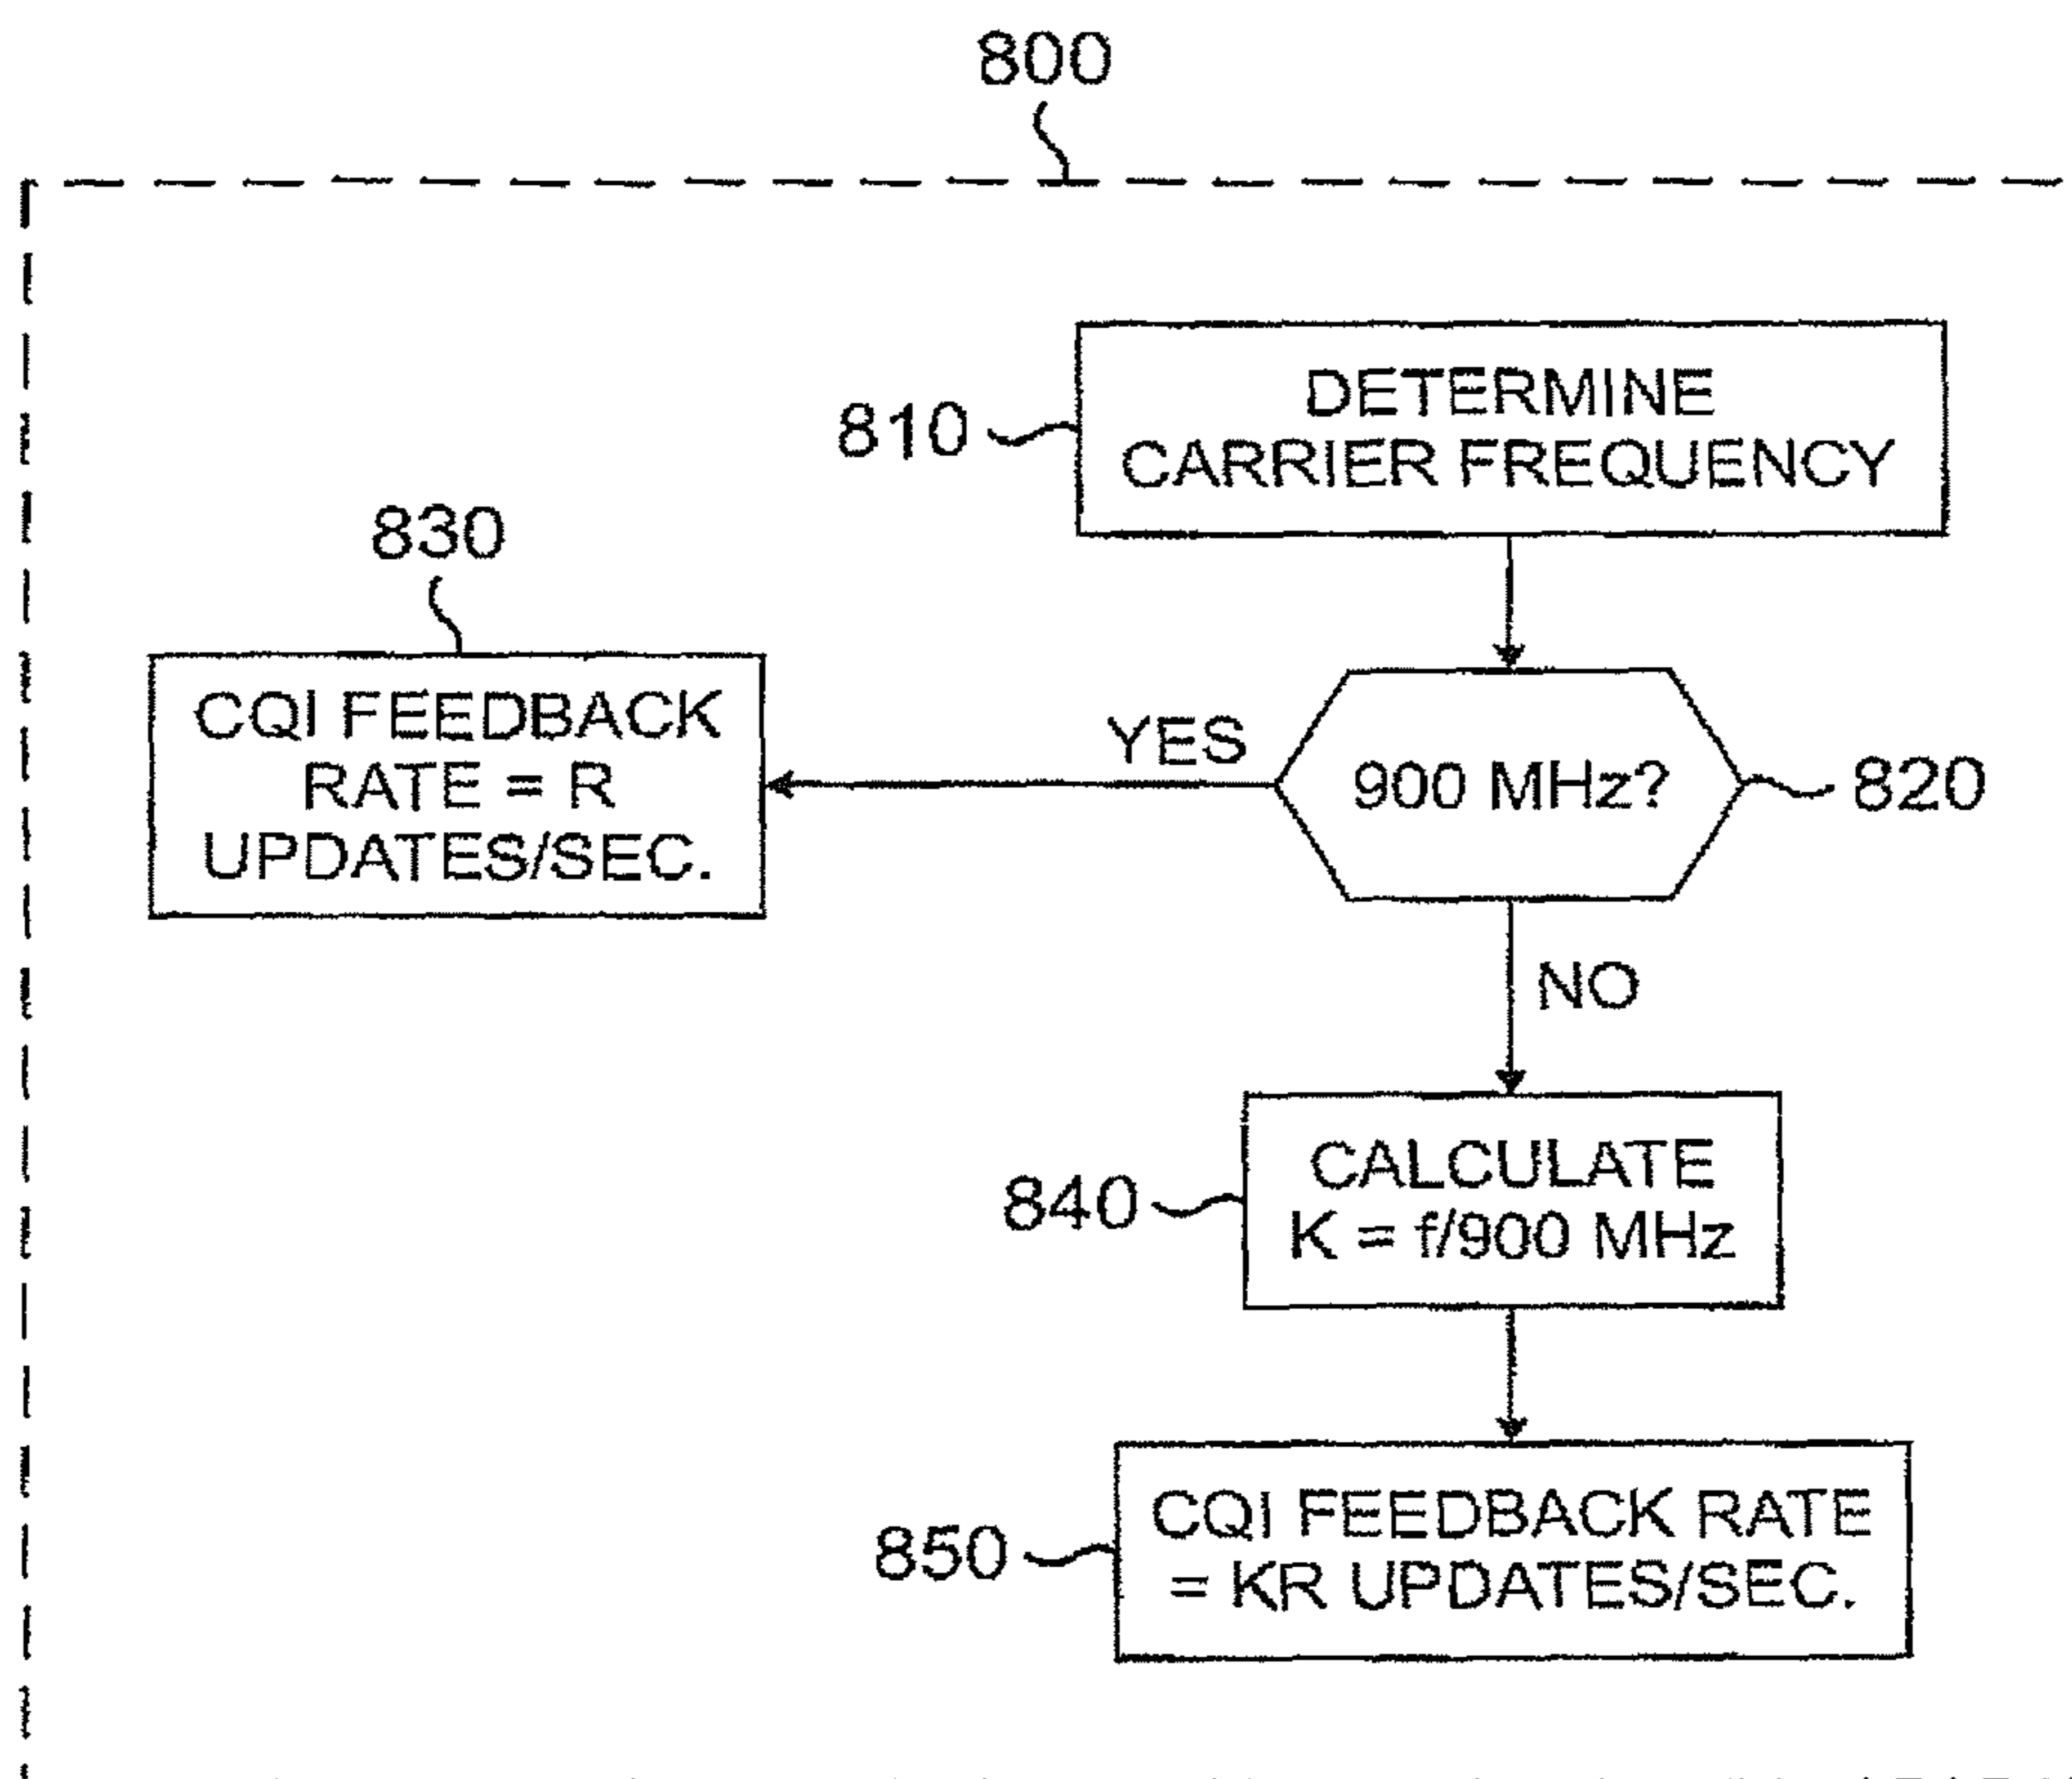 800
810
DETERMINE
CARRIER FREQUENCY
830
CQI FEEDBACK
RATE = R
UPDATES/SEC.
YES
900 MHz?
820
NO
840
CALCULATE
K = f/900 MHz
850
CQI FEEDBACK RATE
= KR UPDATES/SEC.